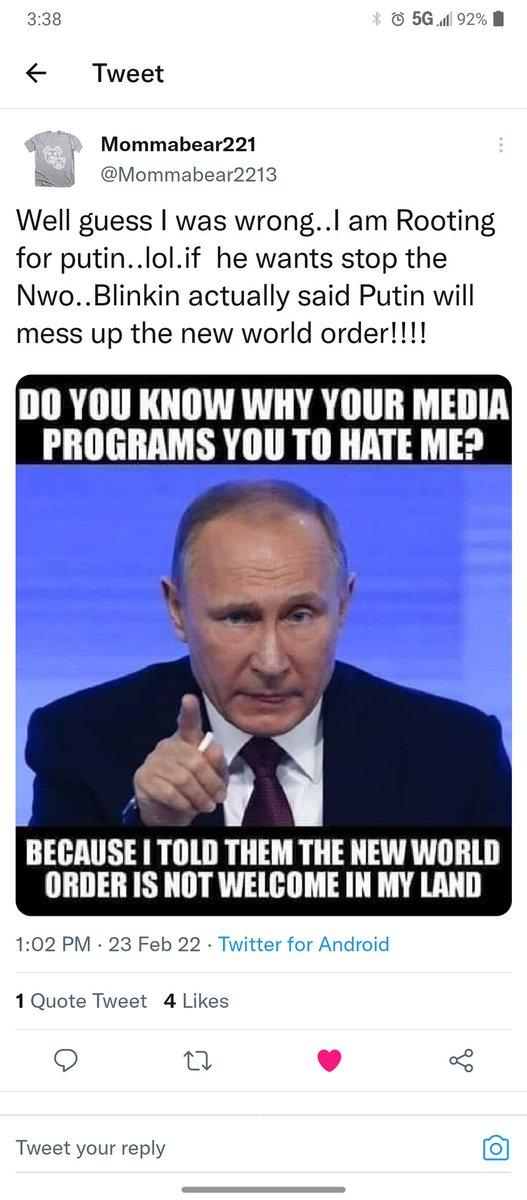 3:38
5G 92%
Tweet
Mommabear221
@Mommabear2213
Well guess I was wrong..I am Rooting
for putin..lol.if  he wants stop the
Nwo..Blinkin actually said Putin will
mess up the new world order!!!!
DO YOU KNOW WHY YOUR MEDIA
PROGRAMS YOU TO HATE ME?
BECAUSE I TOLD THEM THE NEW WORLD
ORDER IS NOT WELCOME IN MY LAND
1:02 PM · 23 Feb 22 · Twitter for Android
1 Quote Tweet 4 Likes
Tweet your reply